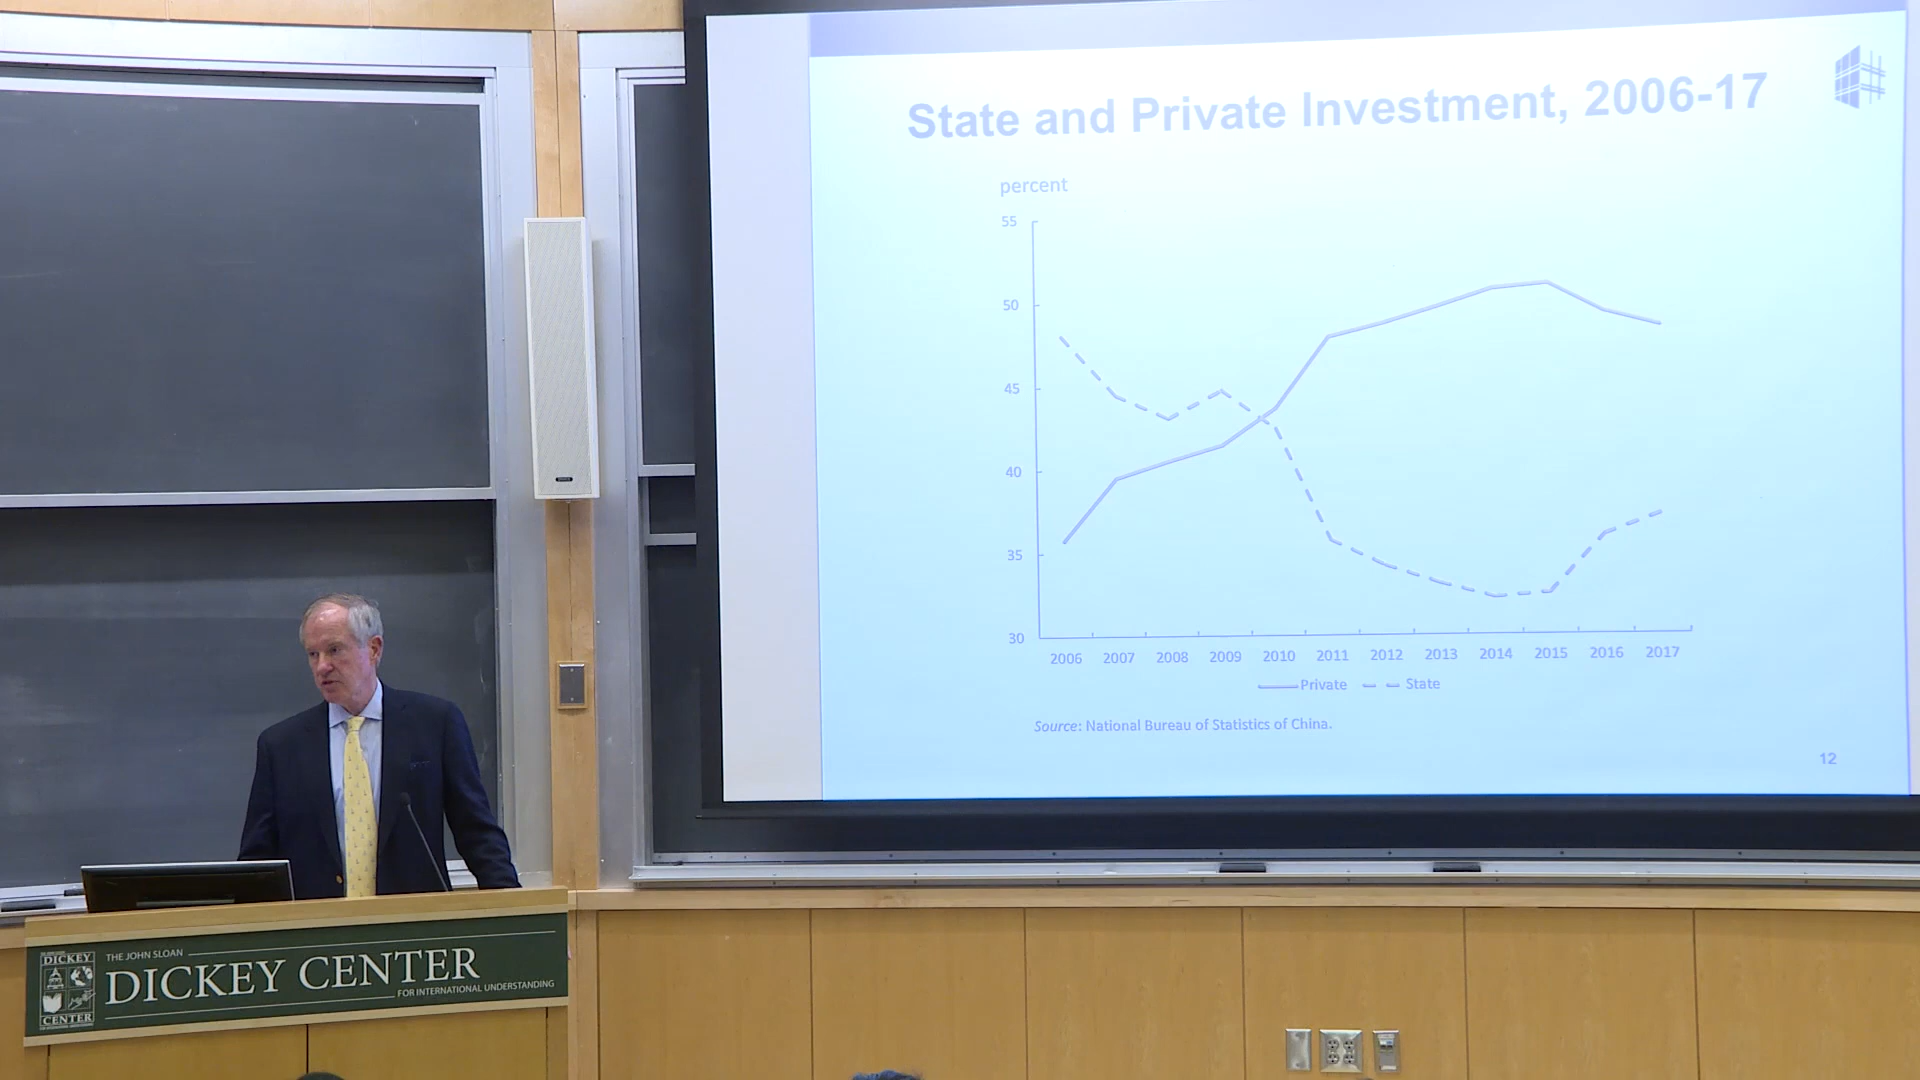 State and Private Investment, 2006-17
percent
55
50
45
40
35
30
2006 2007 2008 2009 2010 2011 2012 2013 2014 2015 2016 2017
Private State
Source: National Bureau of Statistics of China.
12
DICKEY
CENTER
THE JOHN SLOAN
DICKEY CENTER
FOR INTERNATIONAL UNDERSTANDING